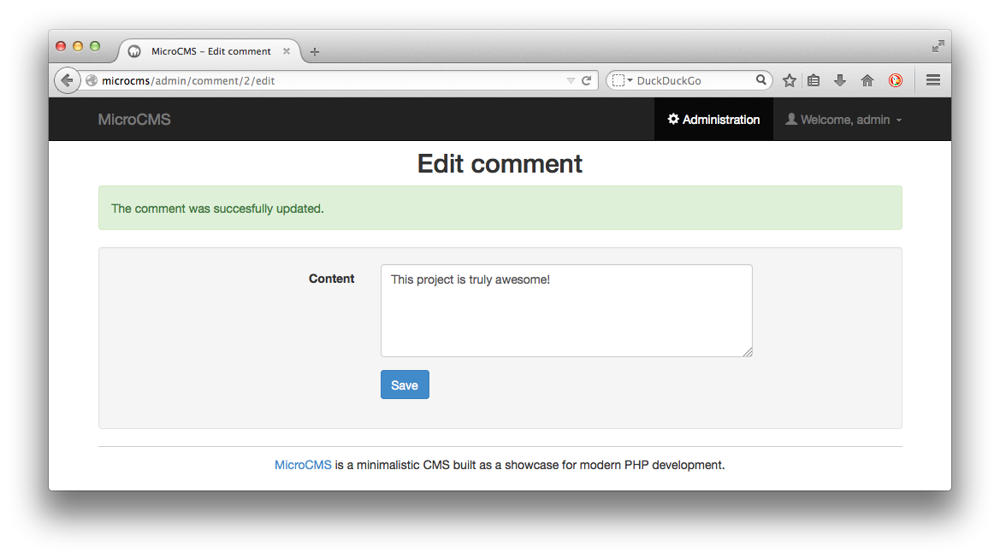 MicroCMS – Edit comment
microcms/admin/comment/2/edit
DuckDuckGo
MicroCMS
Administration
Welcome, admin
Edit comment
The comment was succesfully updated.
Content
This project is truly awesome!
Save
MicroCMS is a minimalistic CMS built as a showcase for modern PHP development.